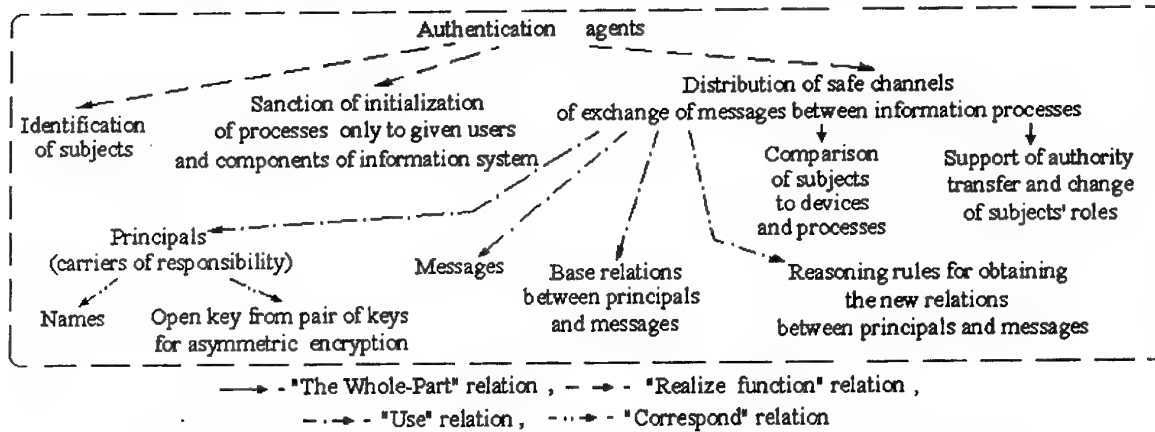 Authentication agents
Identification
of subjects
Sanction of initialization
of processes only to given users
and components of information system
Distribution of safe channels
of exchange of messages between information processes
Comparison
of subjects
to devices
and processes
Support of authority
transfer and change
of subjects' roles
Principals
(carriers of responsibility)
Messages
Base relations
between principals
and messages
Reasoning rules for obtaining
the new relations
between principals and messages
Names
Open key from pair of keys
for asymmetric encryption
- "The Whole-Part" relation , - "Realize function" relation ,
- "Use" relation , - "Correspond" relation